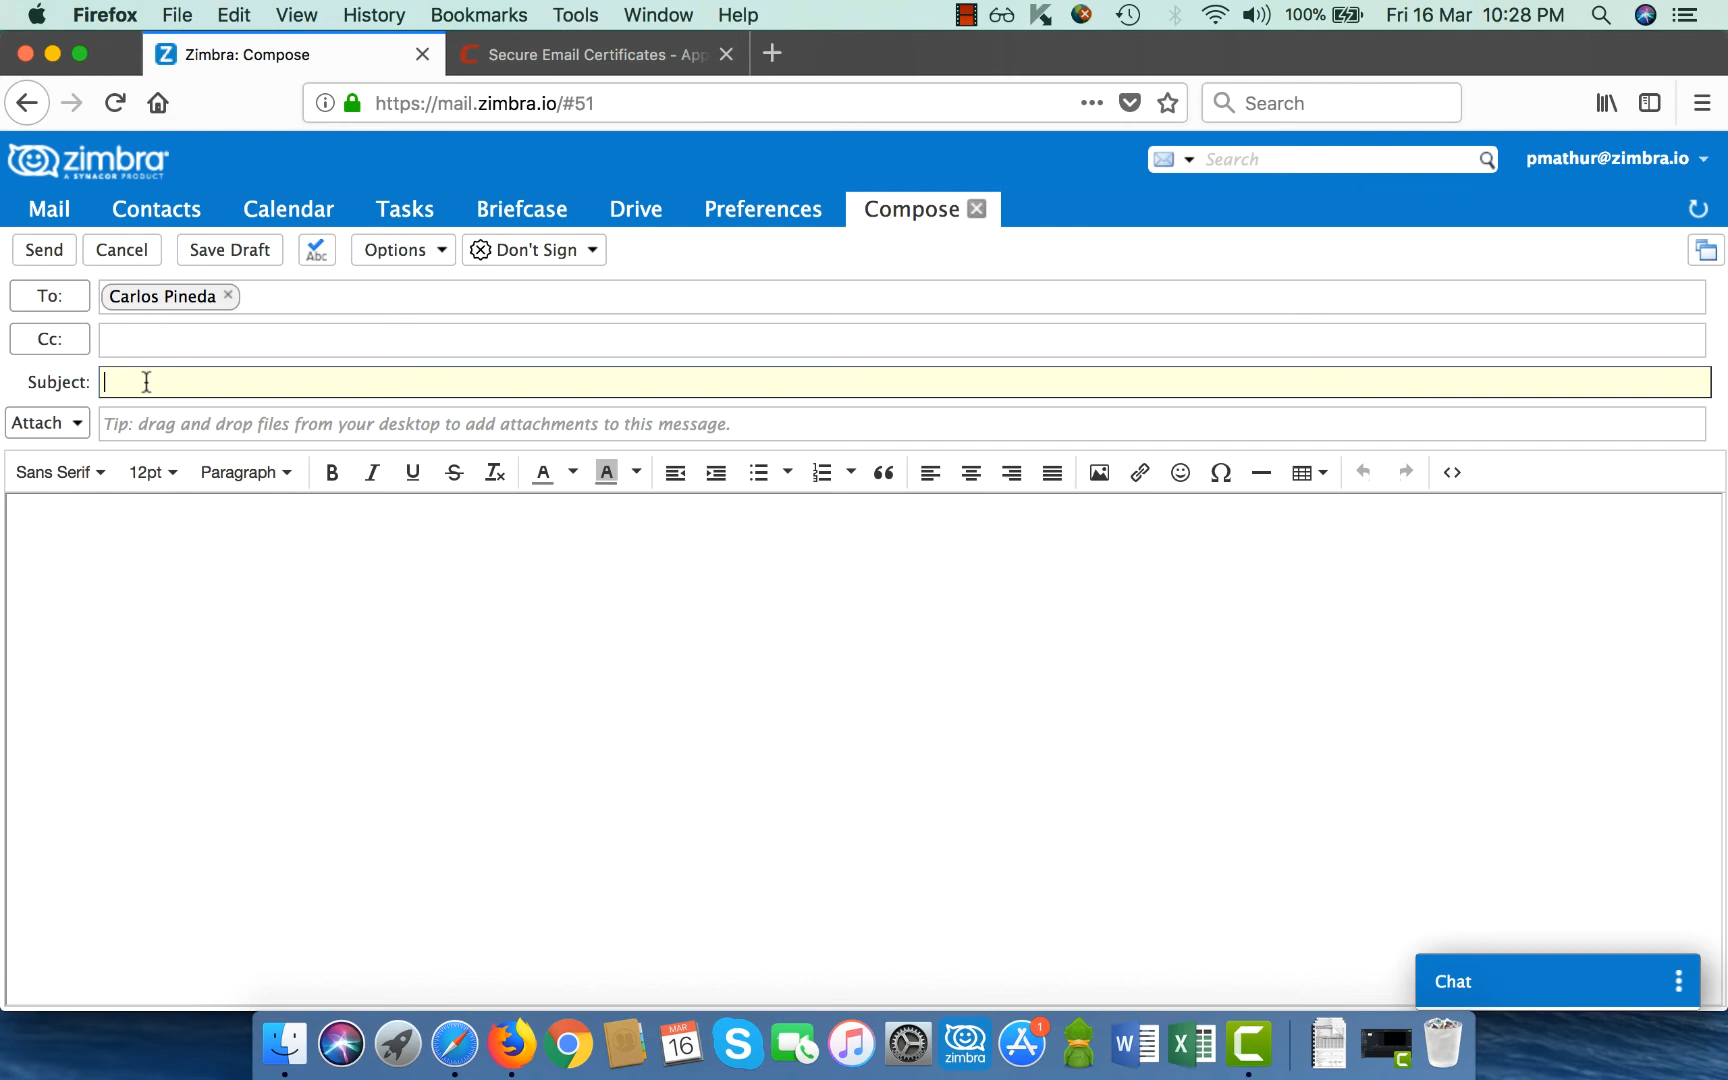 Firefox File Edit View History Bookmarks Tools Window Help 100% Fri 16 Mar 10:28 PM
Z Zimbra: Compose Secure Email Certificates - App
https://mail.zimbra.io/#51 Search
zimbra Search pmathur@zimbra.io
A SYNACOR PRODUCT
Mail Contacts Calendar Tasks Briefcase Drive Preferences Compose
Send Cancel Save Draft Abc Options Don't Sign
To: Carlos Pineda
Cc:
Subject:
Attach Tip: drag and drop files from your desktop to add attachments to this message.
Sans Serif 12pt Paragraph B I U S Tx A A
Chat
MAR 16 S zimbra 1 W X C C